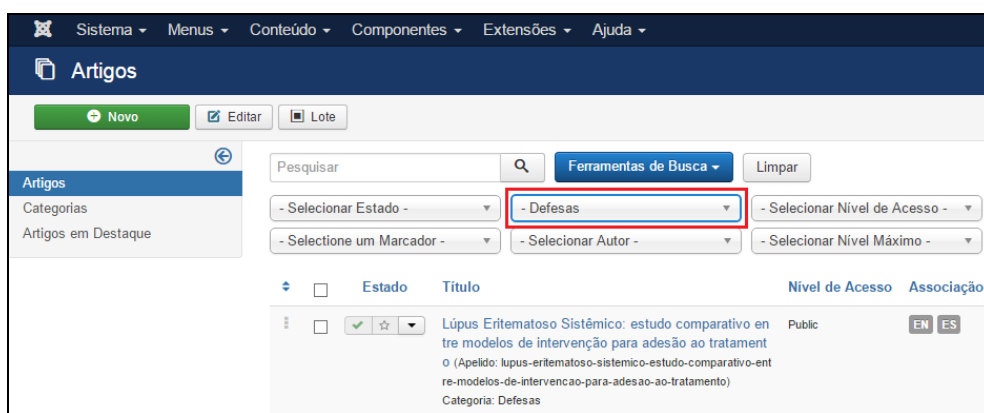 Sistema Menus Conteúdo Componentes Extensões Ajuda
Artigos
Novo Editar Lote
Pesquisar Ferramentas de Busca Limpar
Artigos
Categorias
Artigos em Destaque
- Selecionar Estado - - Defesas - Selecionar Nível de Acesso -
- Selectione um Marcador - - Selecionar Autor - - Selecionar Nível Máximo -
Estado Título Nível de Acesso Associação
Lúpus Eritematoso Sistêmico: estudo comparativo en Public EN ES
tre modelos de intervenção para adesão ao tratament
o (Apelido: lupus-eritematoso-sistemico-estudo-comparativo-ent
re-modelos-de-intervencao-para-adesao-ao-tratamento)
Categoria: Defesas